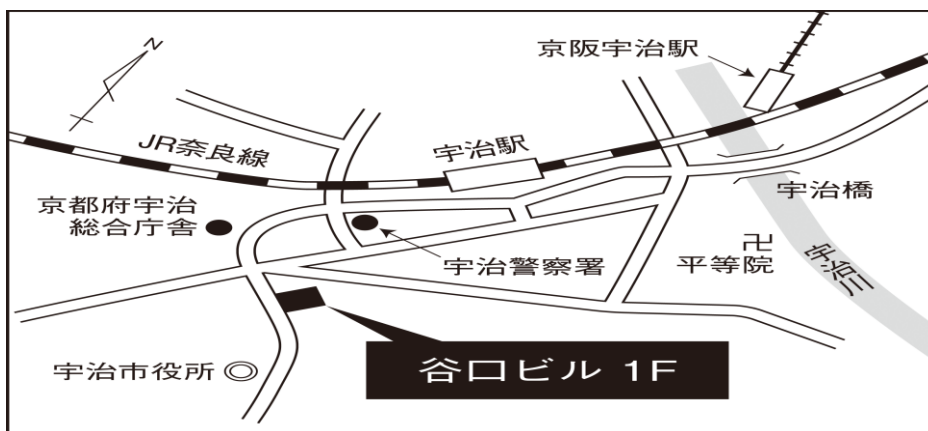 京阪宇治駅
N
JR奈良線
宇治駅
京都府宇治
総合庁舎
宇治橋
卍
平等院
宇治川
宇治警察署
谷口ビル 1F
宇治市役所